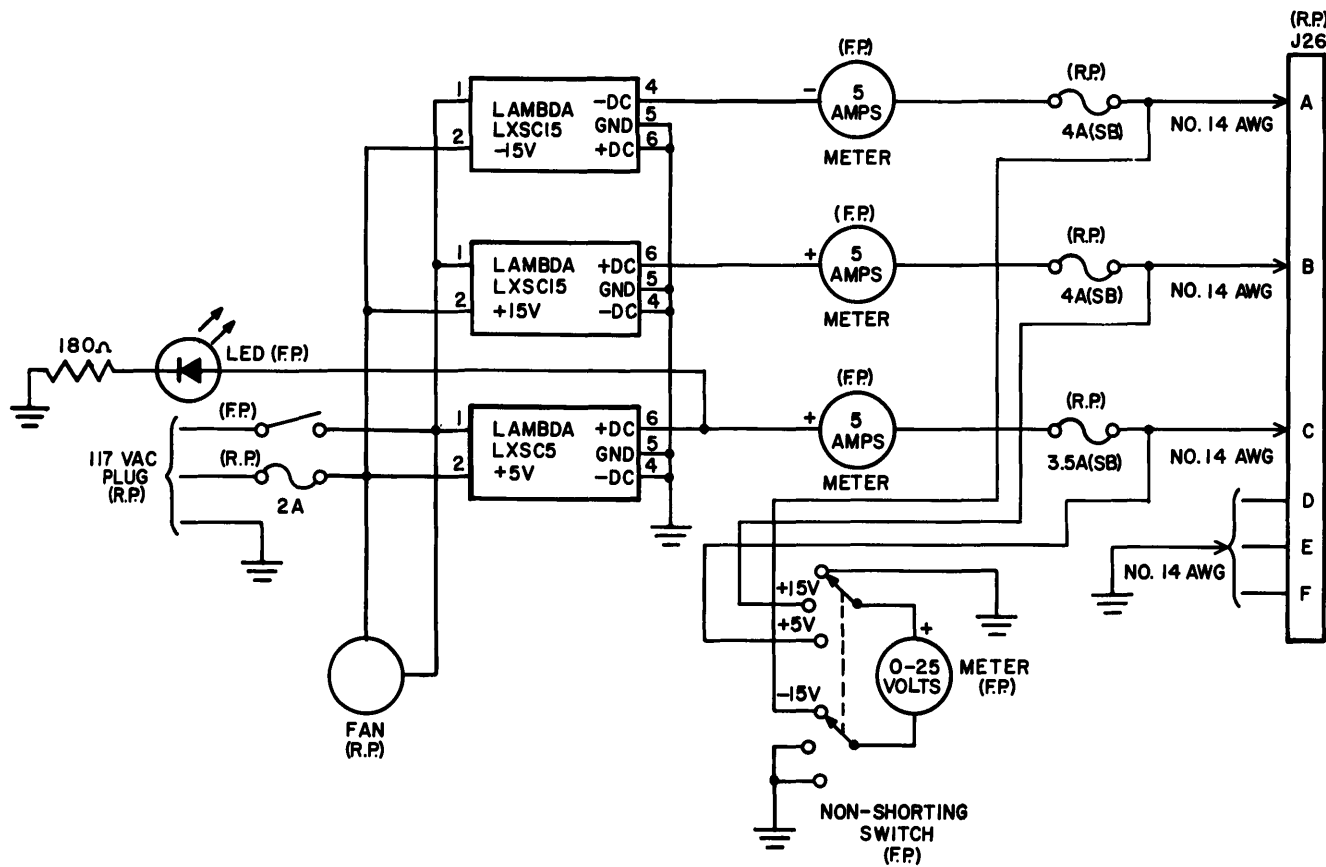 (R.P.)
J26
(F.P.)
5
AMPS
METER
-
1
2
LAMBDA
LXSC15
-15V
-DC
GND
+DC
4
5
6
(R.P.)
4A(SB)
NO. 14 AWG
A
1
2
LAMBDA
LXSC15
+15V
+DC
GND
-DC
6
5
4
(F.P.)
+
5
AMPS
METER
(R.P.)
4A(SB)
NO. 14 AWG
B
180Ω
LED (F.P.)
117 VAC
PLUG
(R.P.)
(F.P.)
(R.P.)
2A
1
2
LAMBDA
LXSC5
+5V
+DC
GND
-DC
6
5
4
(F.P.)
+
5
AMPS
METER
(R.P.)
3.5A(SB)
NO. 14 AWG
C
D
E
F
NO. 14 AWG
+15V
+5V
-15V
+
0-25
VOLTS
METER
(F.P.)
FAN
(R.P.)
NON-SHORTING
SWITCH
(F.P.)